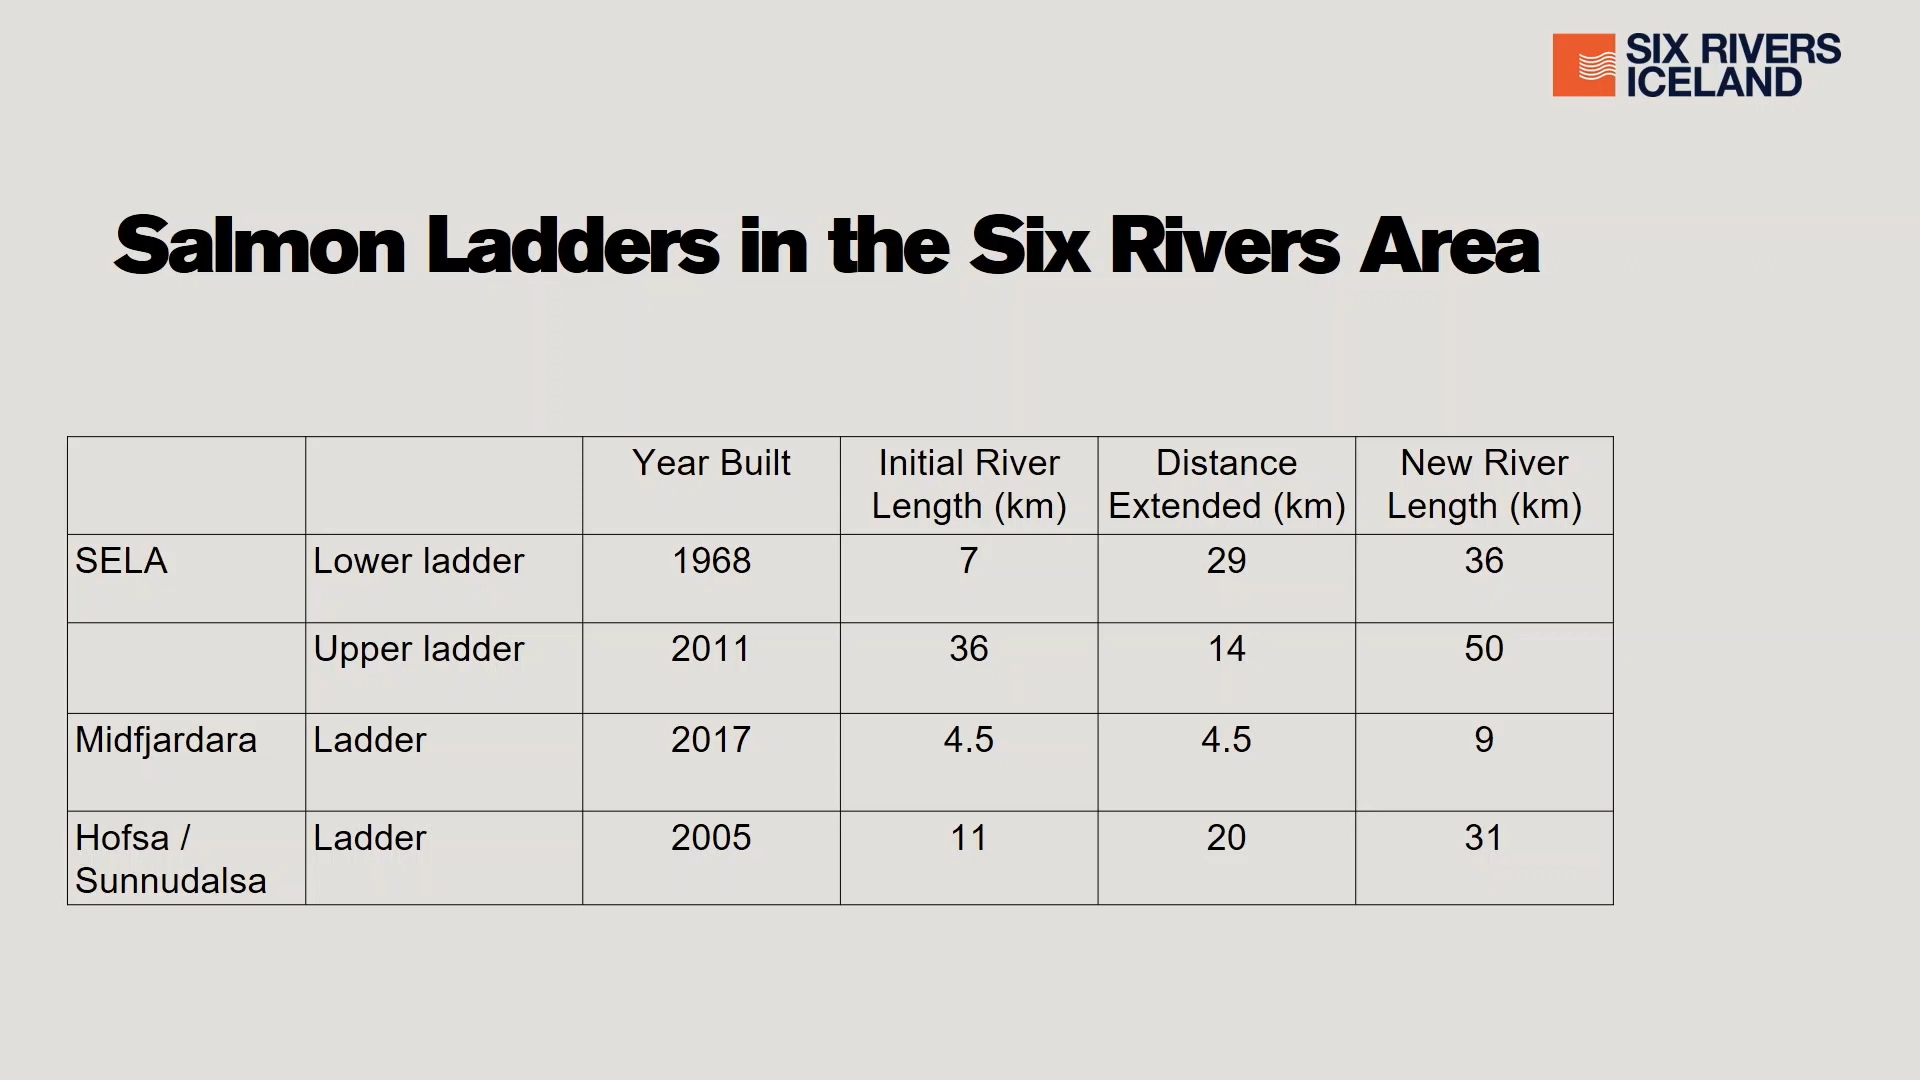 SIX RIVERS
ICELAND
Salmon Ladders in the Six Rivers Area
Year Built Initial River Length (km) Distance Extended (km) New River Length (km)
SELA Lower ladder 1968 7 29 36
Upper ladder 2011 36 14 50
Midfjardara Ladder 2017 4.5 4.5 9
Hofsa / Sunnudalsa Ladder 2005 11 20 31